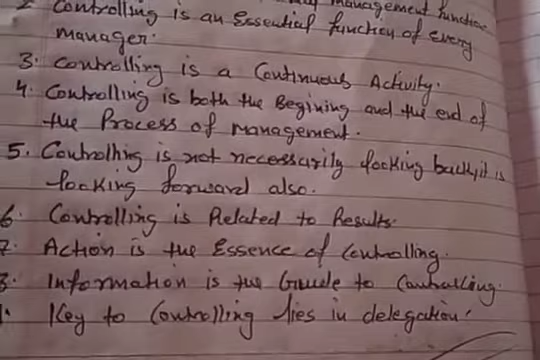 management function
2. Controlling is an Essential function of every
manager.
3. Controlling is a Continuous Activity.
4. Controlling is both the Begining and the end of
the Process of management.
5. Controlling is not necessarily looking back, it is
looking forward also.
6. Controlling is Related to Results.
7. Action is the Essence of Controlling.
8. Information is the Guide to Controlling.
Key to Controlling lies in delegation.